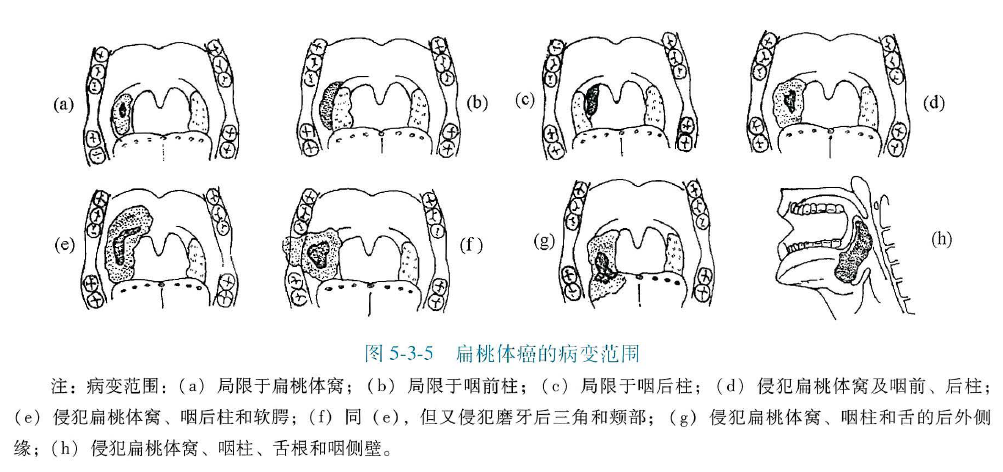 (a)
(b)
(c)
(d)
(e)
(f)
(g)
(h)
图 5-3-5 扁桃体癌的病变范围
注：病变范围：(a) 局限于扁桃体窝；(b) 局限于咽前柱；(c) 局限于咽后柱；(d) 侵犯扁桃体窝及咽前、后柱；
(e) 侵犯扁桃体窝、咽后柱和软腭；(f) 同 (e)，但又侵犯磨牙后三角和颊部；(g) 侵犯扁桃体窝、咽柱和舌的后外侧
缘；(h) 侵犯扁桃体窝、咽柱、舌根和咽侧壁。